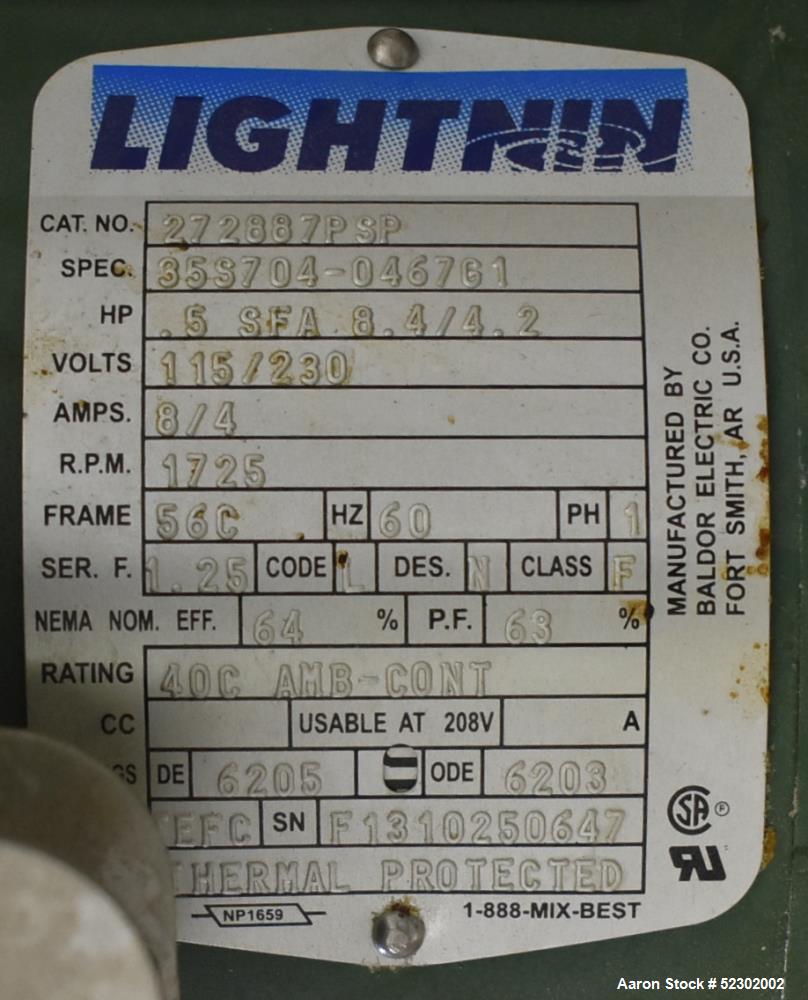 LIGHTNIN
CAT. NO. 272887PSP
SPEC. 35S704-0467G1
HP .5 SFA 8.4/4.2
VOLTS 115/230
AMPS. 8/4
R.P.M. 1725
FRAME 56C HZ 60 PH 1
SER. F. 1.25 CODE L DES. N CLASS F
NEMA NOM. EFF. 64 % P.F. 63 %
RATING 40C AMB-CONT
CC USABLE AT 208V A
GS DE 6205 ODE 6203
EFC SN F1310250647
HERMAL PROTECTED
NP1659 1-888-MIX-BEST
MANUFACTURED BY
BALDOR ELECTRIC CO.
FORT SMITH, AR U.S.A.
Aaron Stock # 52302002